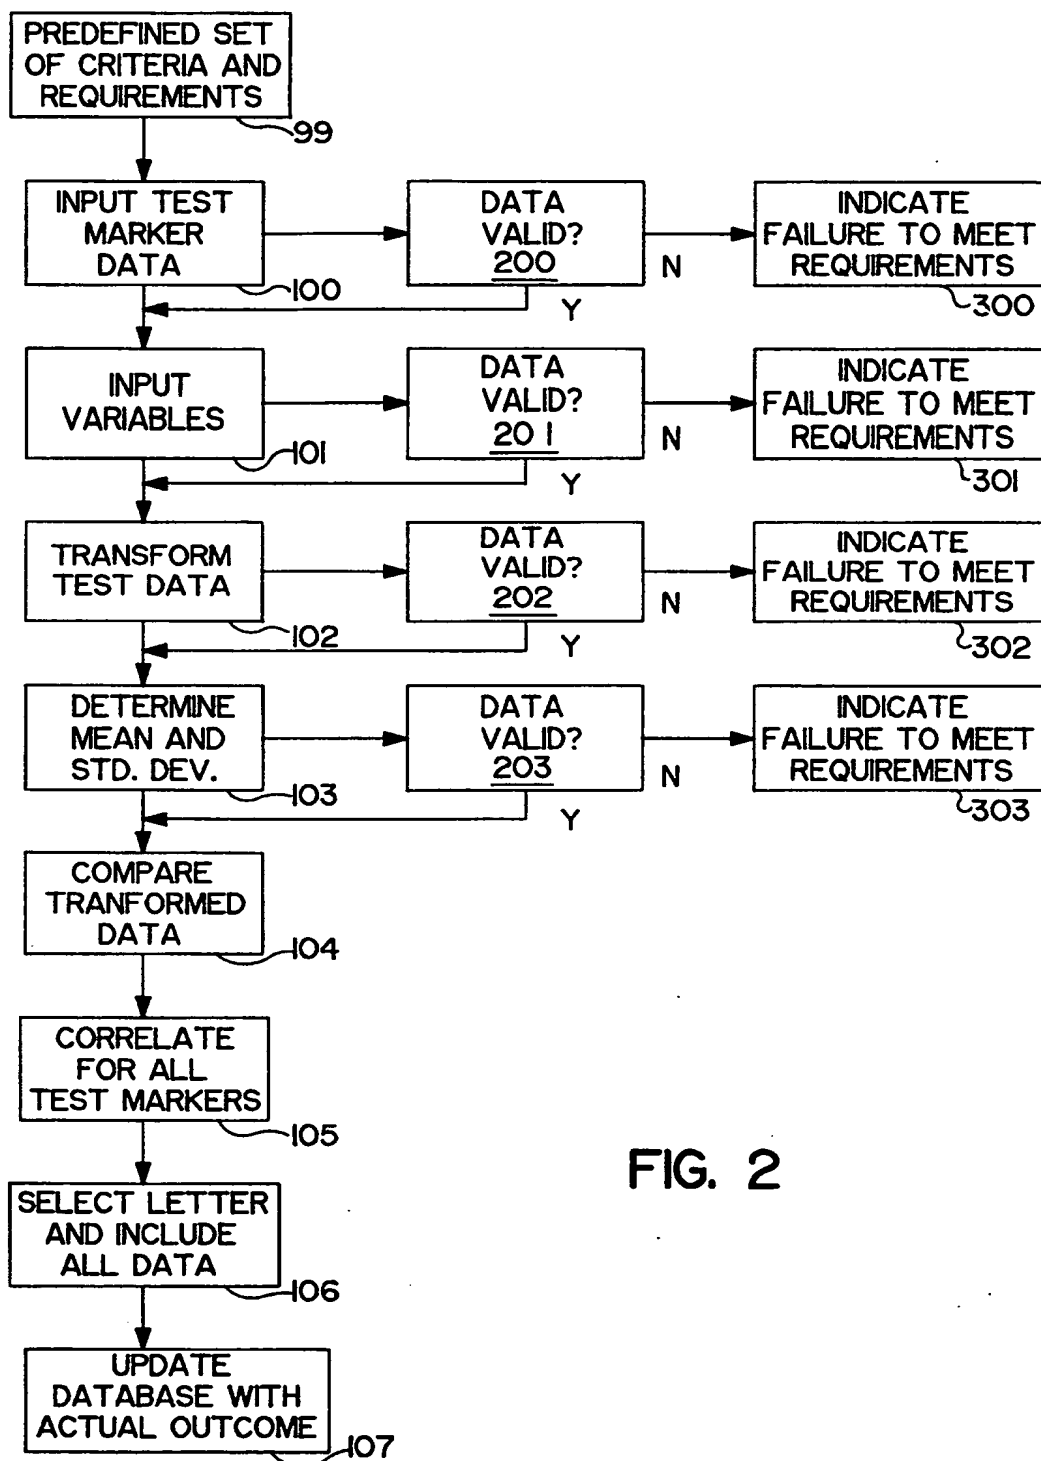 PREDEFINED SET
OF CRITERIA AND
REQUIREMENTS
99
INPUT TEST
MARKER
DATA
100
DATA
VALID?
200
N
Y
INDICATE
FAILURE TO MEET
REQUIREMENTS
300
INPUT
VARIABLES
101
DATA
VALID?
201
N
Y
INDICATE
FAILURE TO MEET
REQUIREMENTS
301
TRANSFORM
TEST DATA
102
DATA
VALID?
202
N
Y
INDICATE
FAILURE TO MEET
REQUIREMENTS
302
DETERMINE
MEAN AND
STD. DEV.
103
DATA
VALID?
203
N
Y
INDICATE
FAILURE TO MEET
REQUIREMENTS
303
COMPARE
TRANFORMED
DATA
104
CORRELATE
FOR ALL
TEST MARKERS
105
SELECT LETTER
AND INCLUDE
ALL DATA
106
UPDATE
DATABASE WITH
ACTUAL OUTCOME
107
FIG. 2